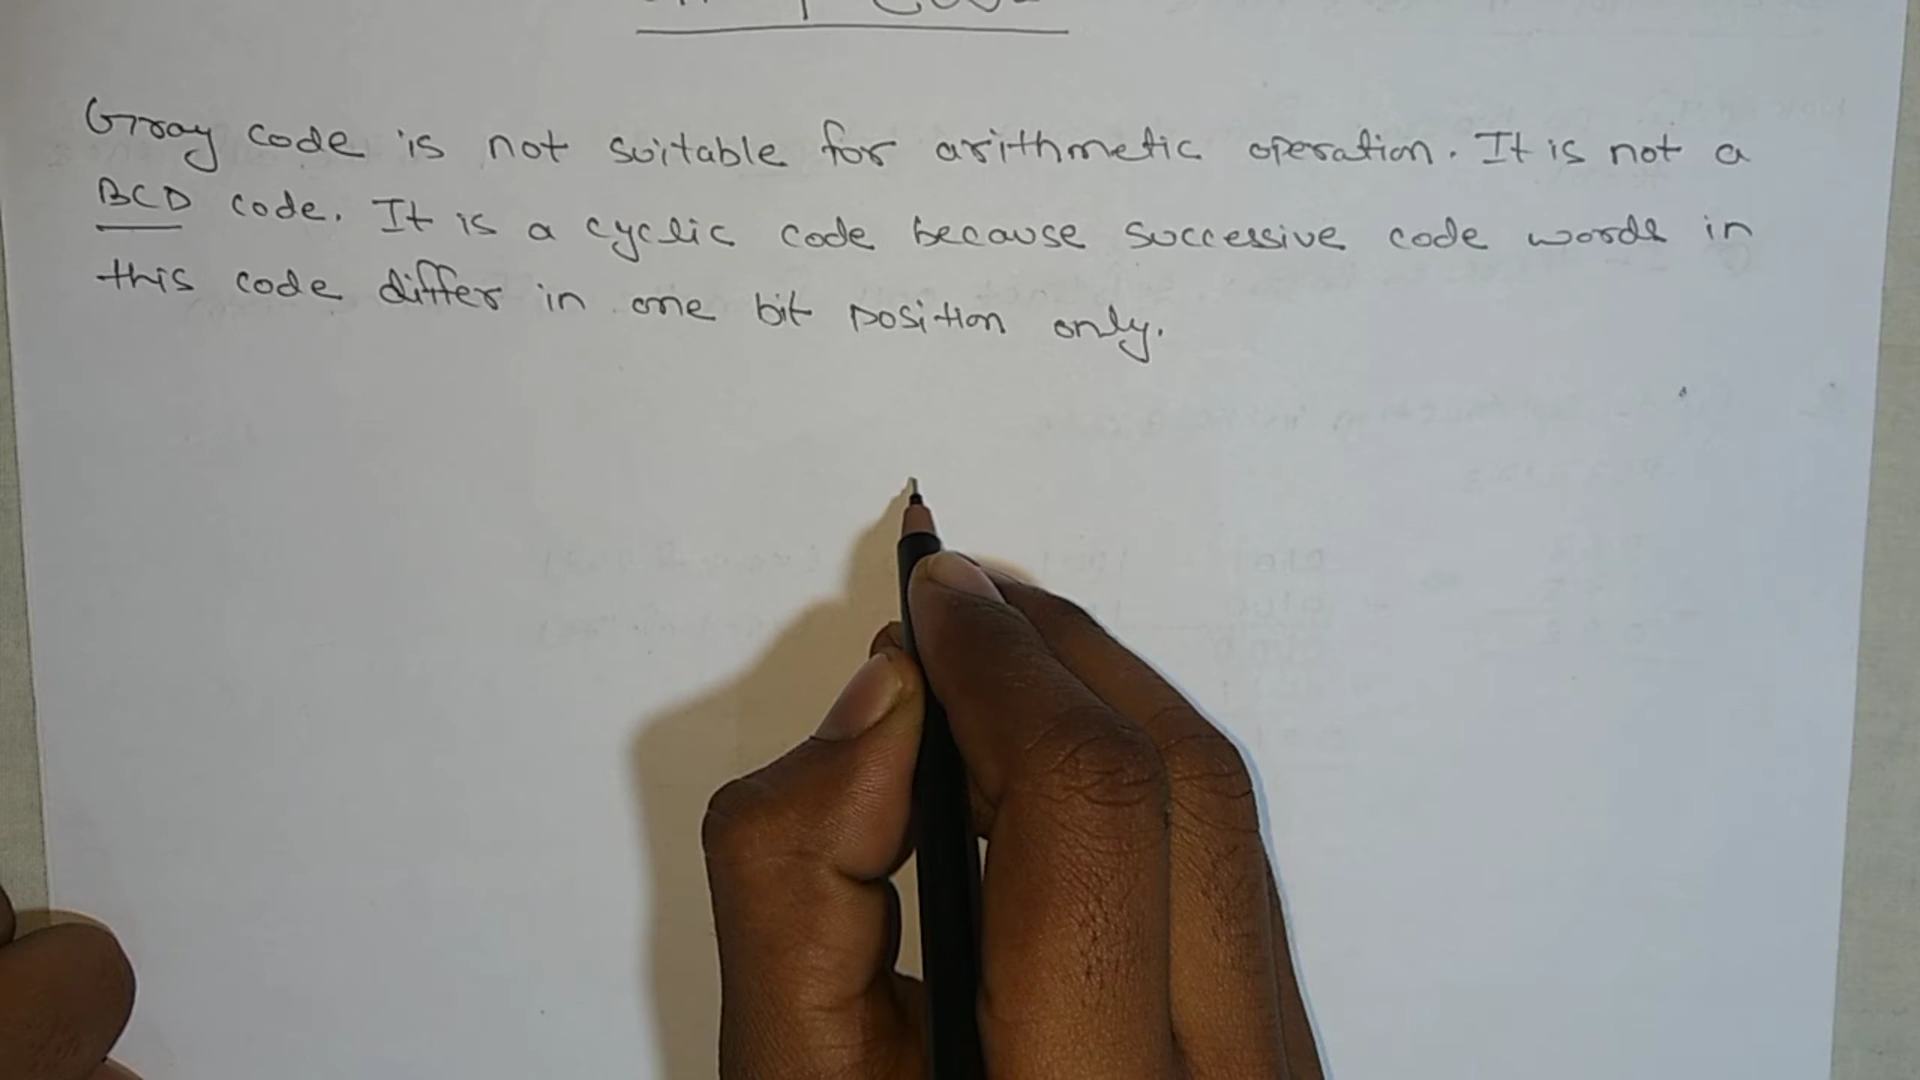 Gray code is not suitable for arithmetic operation. It is not a
BCD code. It is a cyclic code because successive code words in
this code differ in one bit position only.